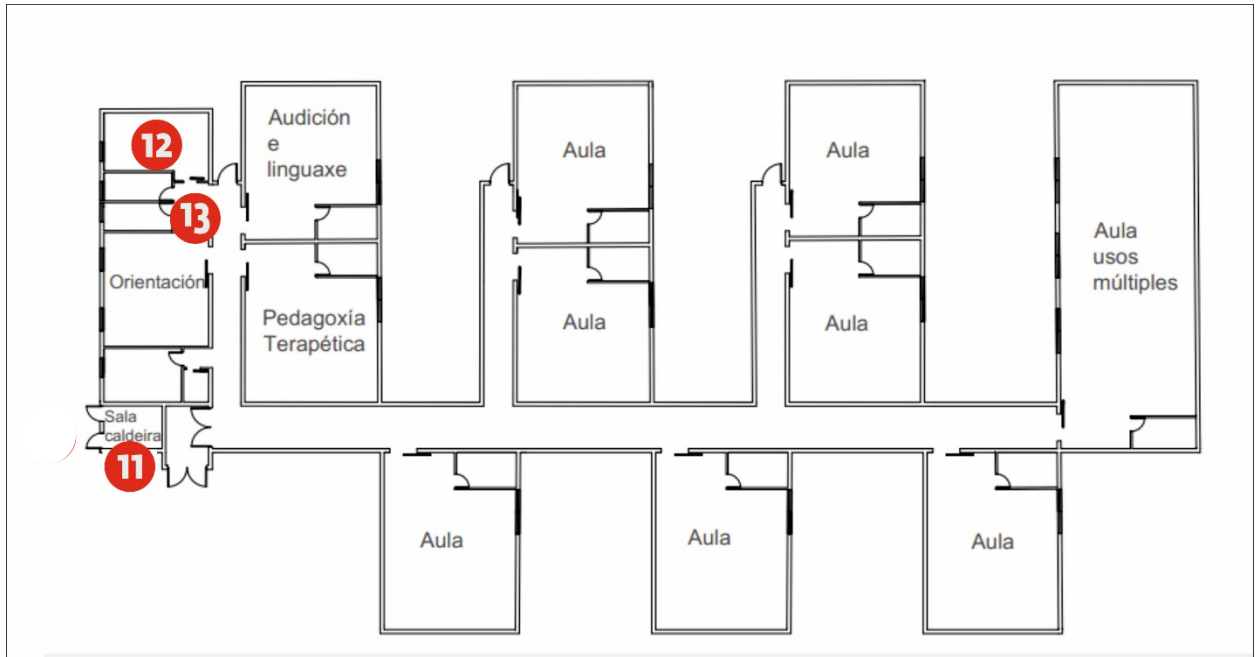 12
13
Orientación
Sala
caldeira
11
Audición
e
linguaxe
Pedagoxía
Terapética
Aula
Aula
Aula
Aula
Aula
usos
múltiples
Aula
Aula
Aula